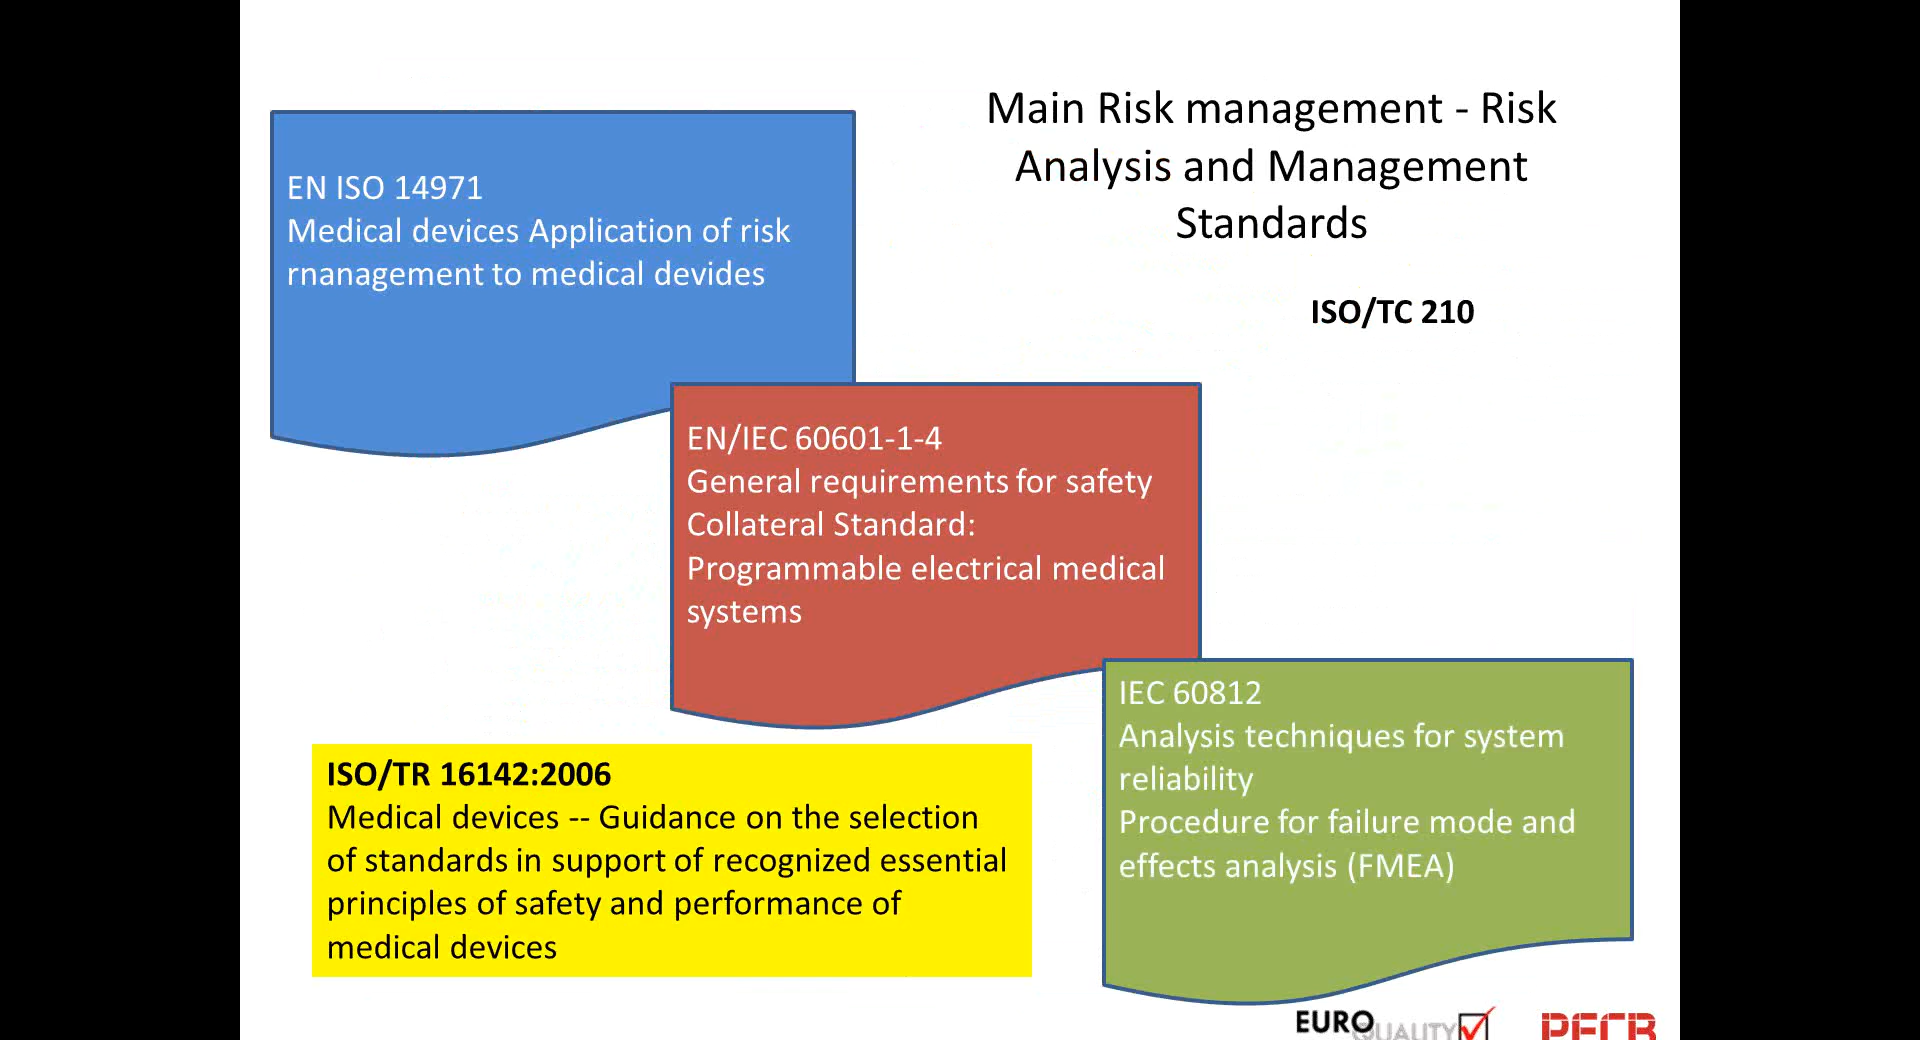 Main Risk management - Risk
Analysis and Management
Standards
ISO/TC 210
EN ISO 14971
Medical devices Application of risk
rnanagement to medical devides
EN/IEC 60601-1-4
General requirements for safety
Collateral Standard:
Programmable electrical medical
systems
IEC 60812
Analysis techniques for system
reliability
Procedure for failure mode and
effects analysis (FMEA)
ISO/TR 16142:2006
Medical devices -- Guidance on the selection
of standards in support of recognized essential
principles of safety and performance of
medical devices
EURO
QUALITY
PECB